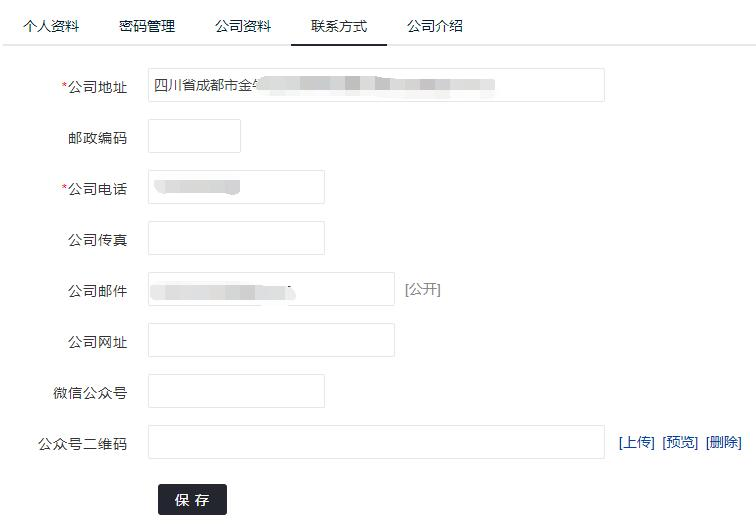 个人资料 密码管理 公司资料 联系方式 公司介绍
*公司地址 四川省成都市金
邮政编码
*公司电话
公司传真
公司邮件 [公开]
公司网址
微信公众号
公众号二维码 [上传] [预览] [删除]
保存